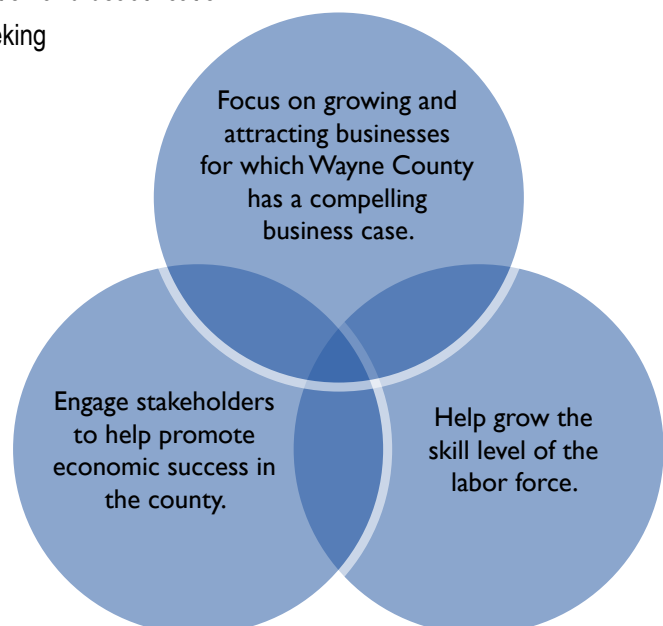 eking
Focus on growing and
attracting businesses
for which Wayne County
has a compelling
business case.
Engage stakeholders
to help promote
economic success in
the county.
Help grow the
skill level of the
labor force.